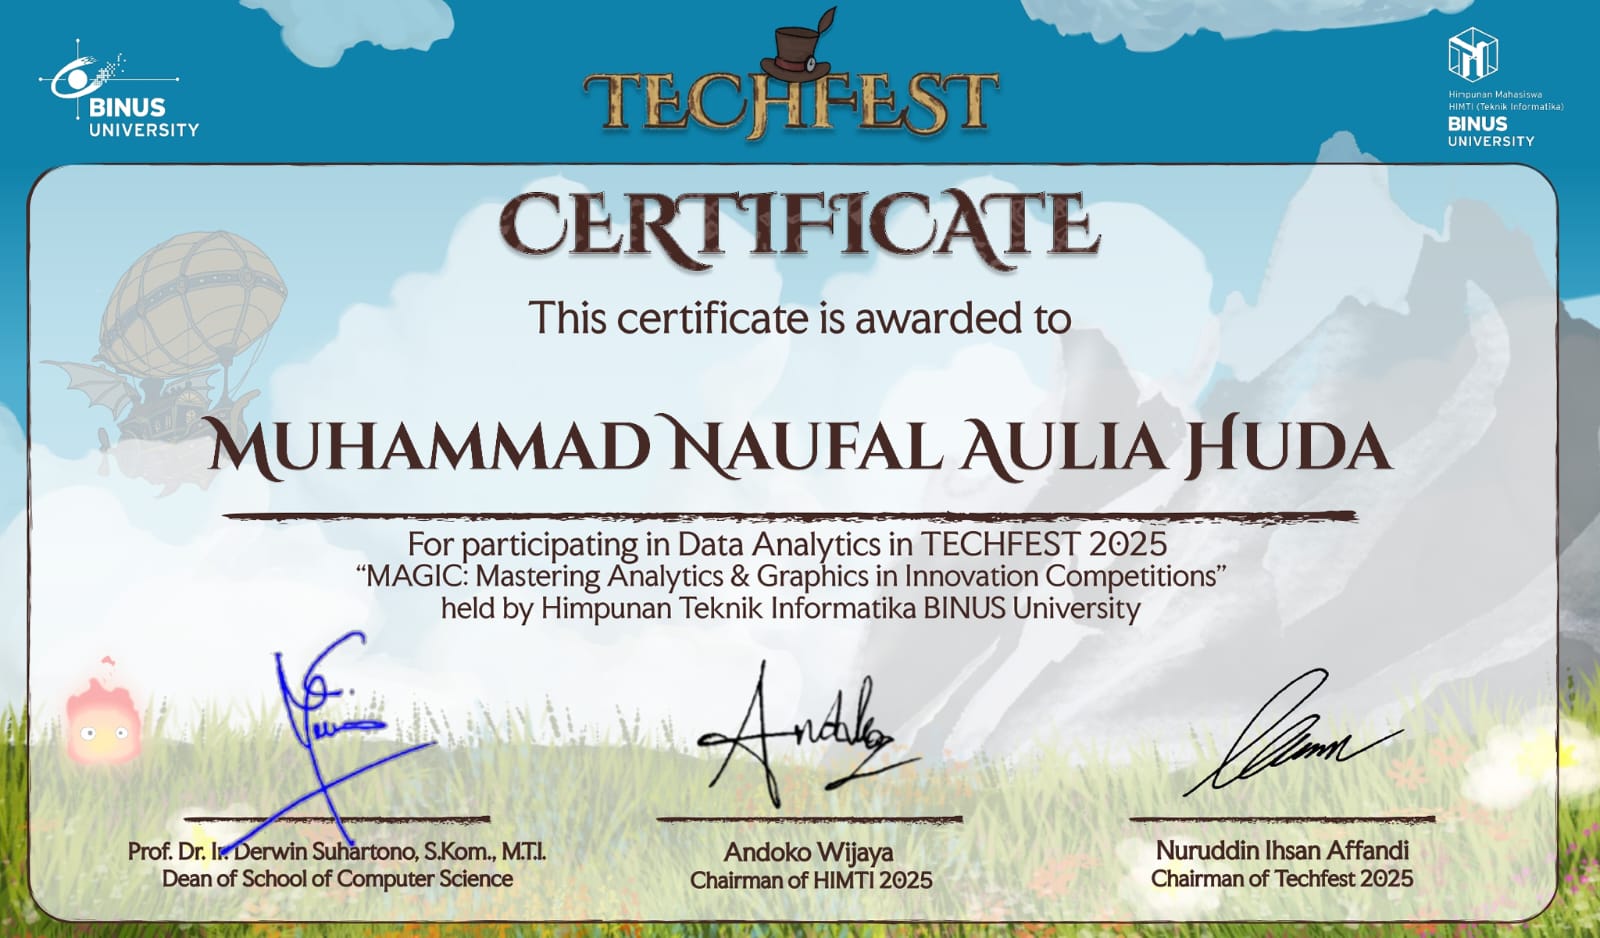 BINUS
UNIVERSITY
TECHFEST
Himpunan Mahasiswa
HIMTI (Teknik Informatika)
BINUS
UNIVERSITY
CERTIFICATE
This certificate is awarded to
MUHAMMAD NAUFAL AULIA HUDA
For participating in Data Analytics in TECHFEST 2025
“MAGIC: Mastering Analytics & Graphics in Innovation Competitions”
held by Himpunan Teknik Informatika BINUS University
Prof. Dr. Ir. Derwin Suhartono, S.Kom., M.T.I.
Dean of School of Computer Science
Andoko Wijaya
Chairman of HIMTI 2025
Nuruddin Ihsan Affandi
Chairman of Techfest 2025